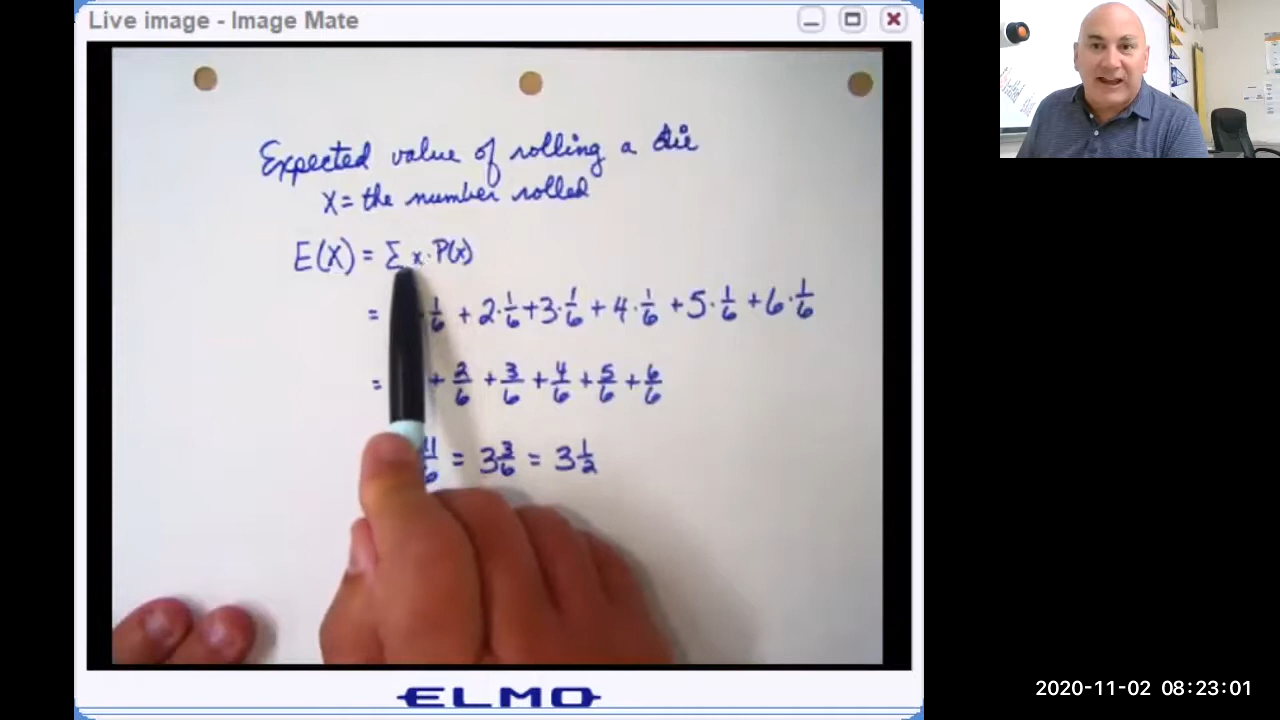 Live image - Image Mate
Expected value of rolling a die
X = the number rolled
E(X) = Σ x · P(x)
= · 1/6 + 2 · 1/6 + 3 · 1/6 + 4 · 1/6 + 5 · 1/6 + 6 · 1/6
= + 2/6 + 3/6 + 4/6 + 5/6 + 6/6
= 3 3/6 = 3 1/2
ELMO
2020-11-02 08:23:01